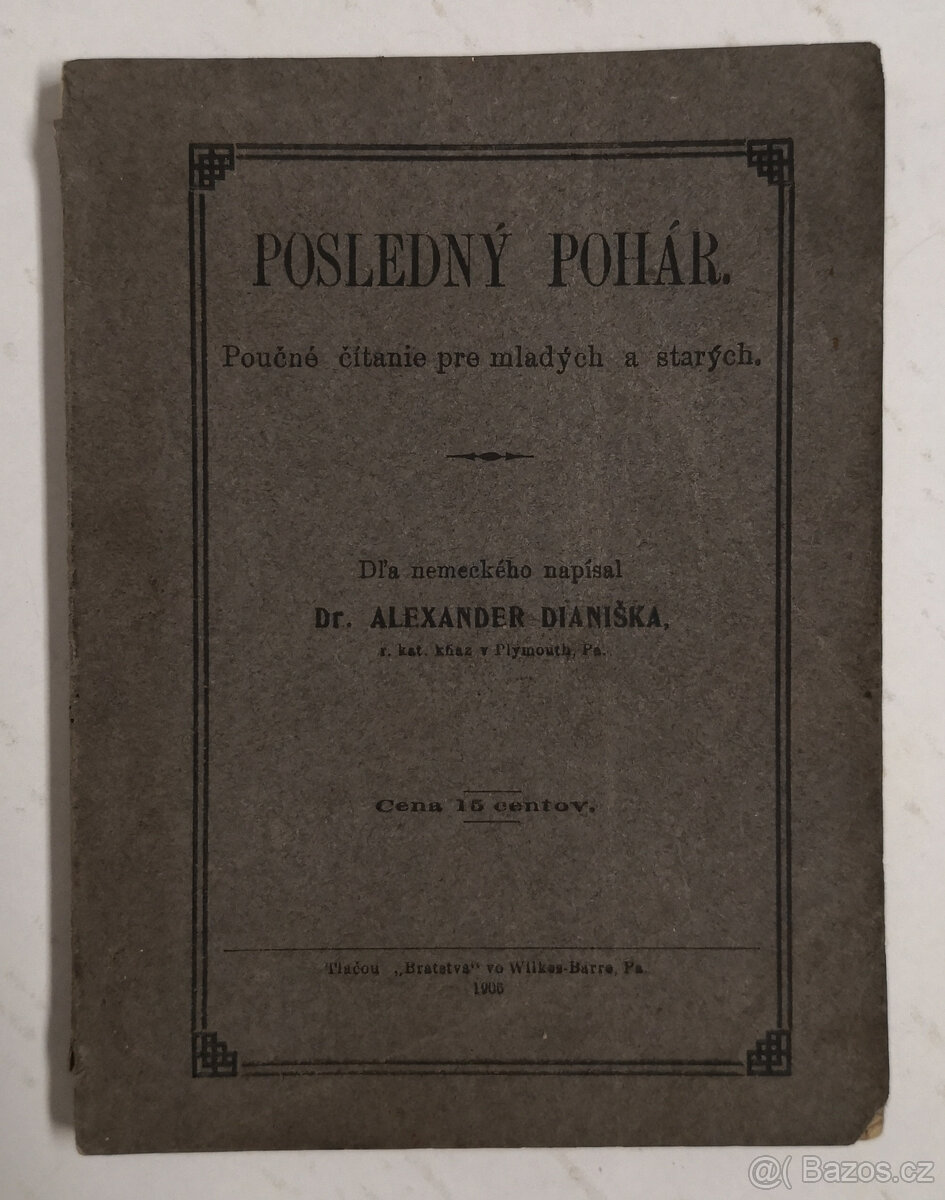 POSLEDNÝ POHÁR.
Poučné čítanie pre mladých a starých.
Dľa nemeckého napísal
Dr. ALEXANDER DIANIŠKA,
r. kat. kňaz v Plymouth, Pa.
Cena 15 centov.
Tlačou „Bratstva“ vo Wilkes-Barre, Pa
@( Bazos.cz